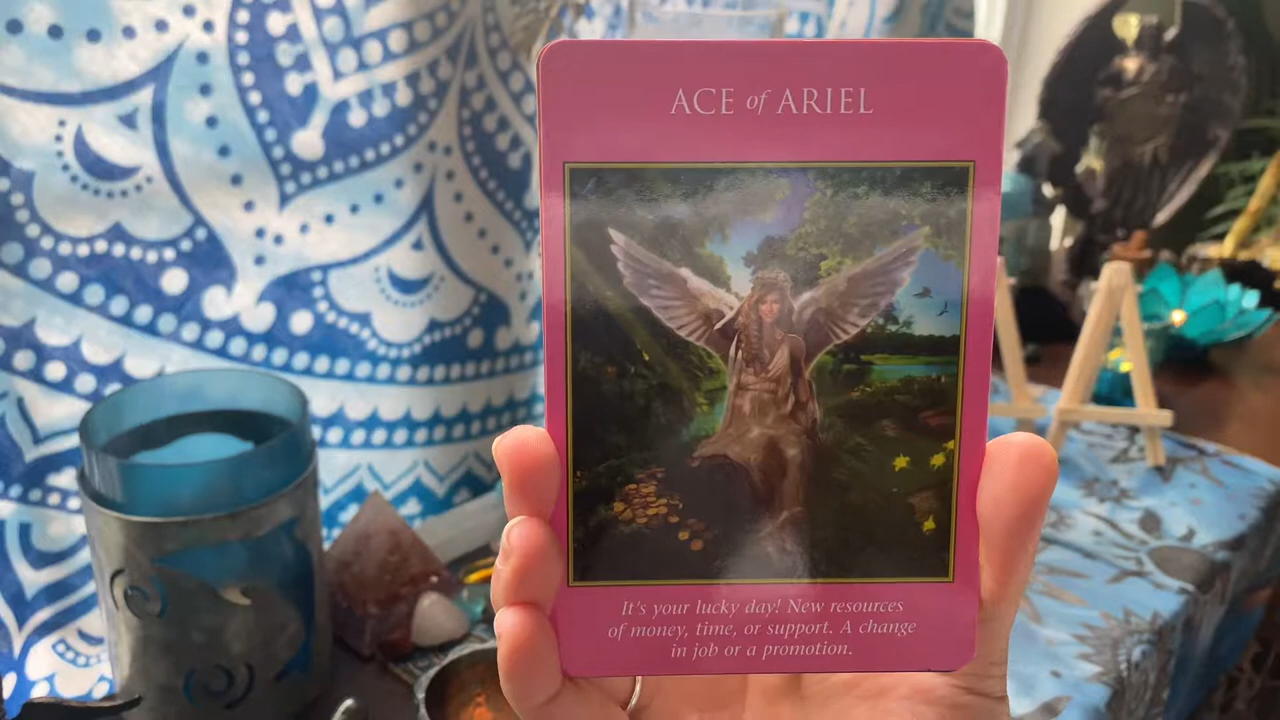 ACE of ARIEL
It's your lucky day! New resources
of money, time, or support. A change
in job or a promotion.